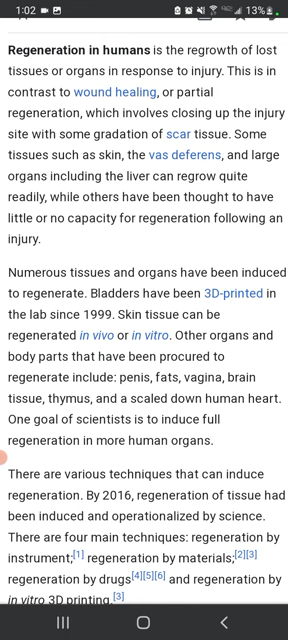 1:02
13%
Regeneration in humans is the regrowth of lost
tissues or organs in response to injury. This is in
contrast to wound healing, or partial
regeneration, which involves closing up the injury
site with some gradation of scar tissue. Some
tissues such as skin, the vas deferens, and large
organs including the liver can regrow quite
readily, while others have been thought to have
little or no capacity for regeneration following an
injury.
Numerous tissues and organs have been induced
to regenerate. Bladders have been 3D-printed in
the lab since 1999. Skin tissue can be
regenerated in vivo or in vitro. Other organs and
body parts that have been procured to
regenerate include: penis, fats, vagina, brain
tissue, thymus, and a scaled down human heart.
One goal of scientists is to induce full
regeneration in more human organs.
There are various techniques that can induce
regeneration. By 2016, regeneration of tissue had
been induced and operationalized by science.
There are four main techniques: regeneration by
instrument;[1] regeneration by materials;[2][3]
regeneration by drugs[4][5][6] and regeneration by
in vitro 3D printing.[3]